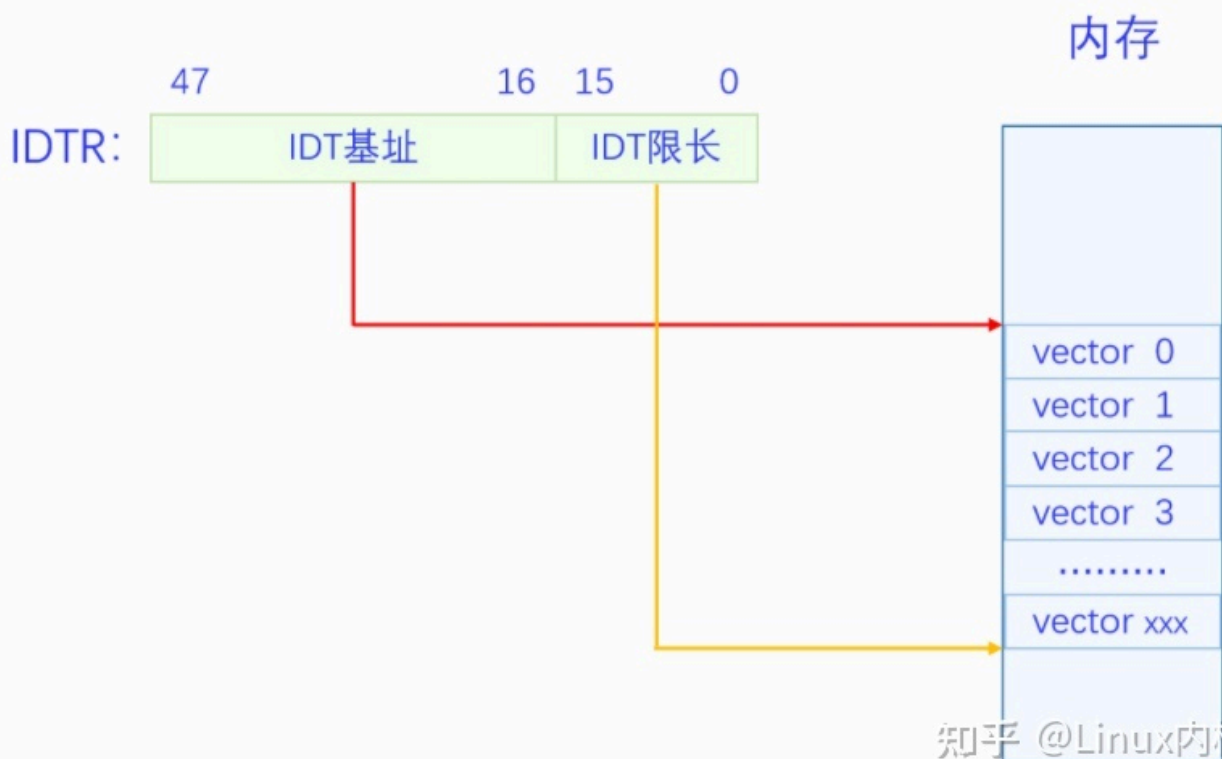 内存
47 16 15 0
IDTR: IDT基址 IDT限长
vector 0
vector 1
vector 2
vector 3
·········
vector xxx
知乎 @Linux内